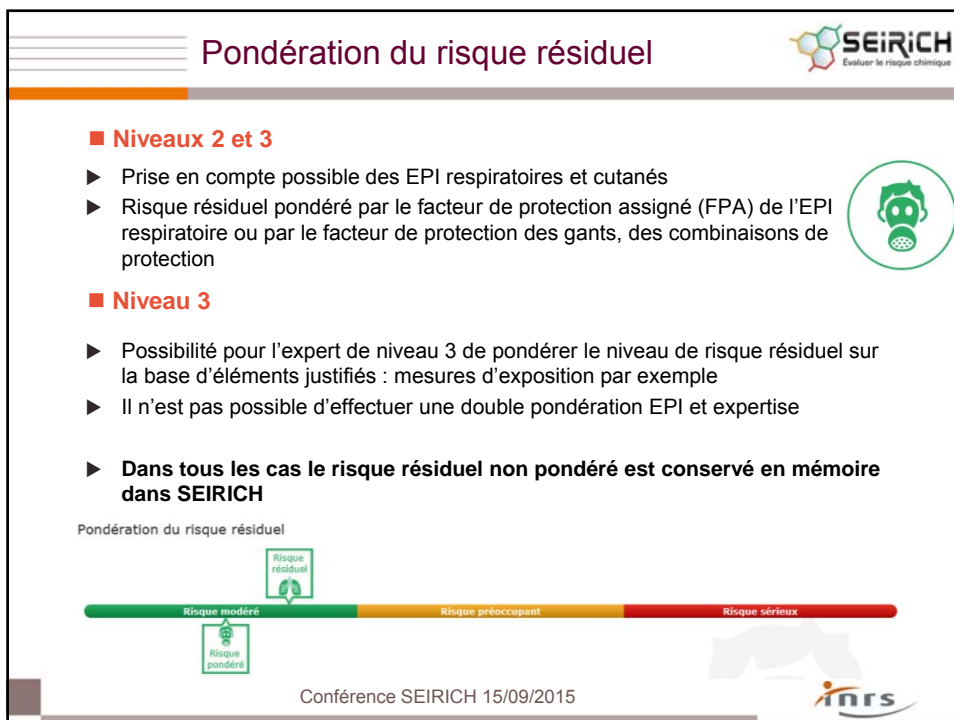 Pondération du risque résiduel
SEIRICH
Évaluer le risque chimique
■ Niveaux 2 et 3
▶ Prise en compte possible des EPI respiratoires et cutanés
▶ Risque résiduel pondéré par le facteur de protection assigné (FPA) de l'EPI
respiratoire ou par le facteur de protection des gants, des combinaisons de
protection
■ Niveau 3
▶ Possibilité pour l'expert de niveau 3 de pondérer le niveau de risque résiduel sur
la base d'éléments justifiés : mesures d'exposition par exemple
▶ Il n'est pas possible d'effectuer une double pondération EPI et expertise
▶ Dans tous les cas le risque résiduel non pondéré est conservé en mémoire
dans SEIRICH
Pondération du risque résiduel
Risque
résiduel
Risque modéré Risque préoccupant Risque sérieux
Risque
pondéré
Conférence SEIRICH 15/09/2015
inrs